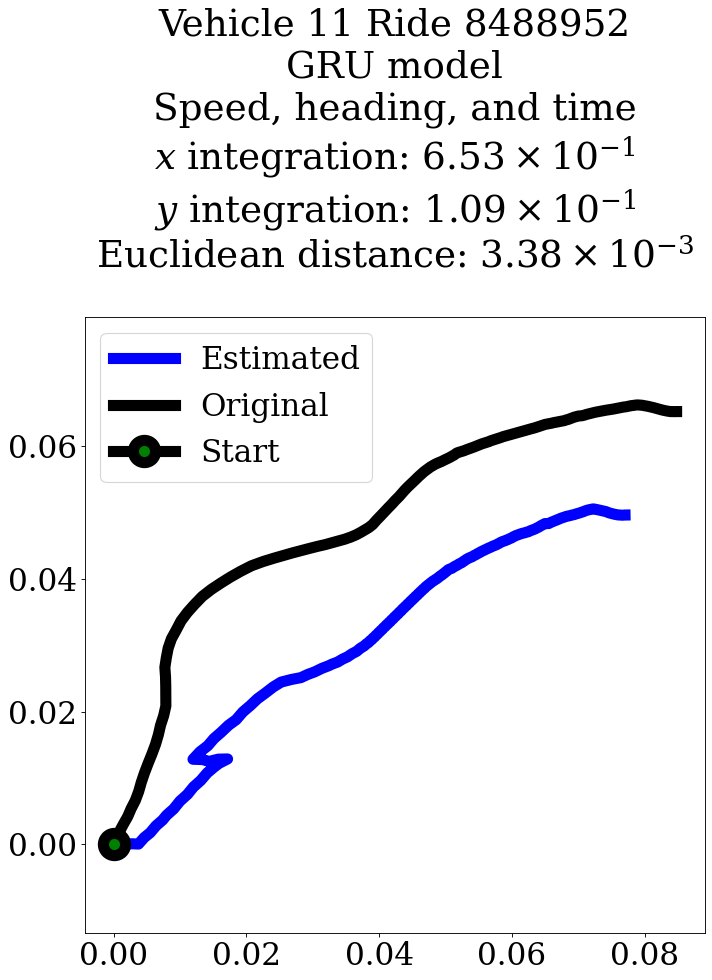 Vehicle 11 Ride 8488952
GRU model
Speed, heading, and time
x integration: 6.53 × 10⁻¹
y integration: 1.09 × 10⁻¹
Euclidean distance: 3.38 × 10⁻³
Estimated
Original
Start
0.06
0.04
0.02
0.00
0.00 0.02 0.04 0.06 0.08